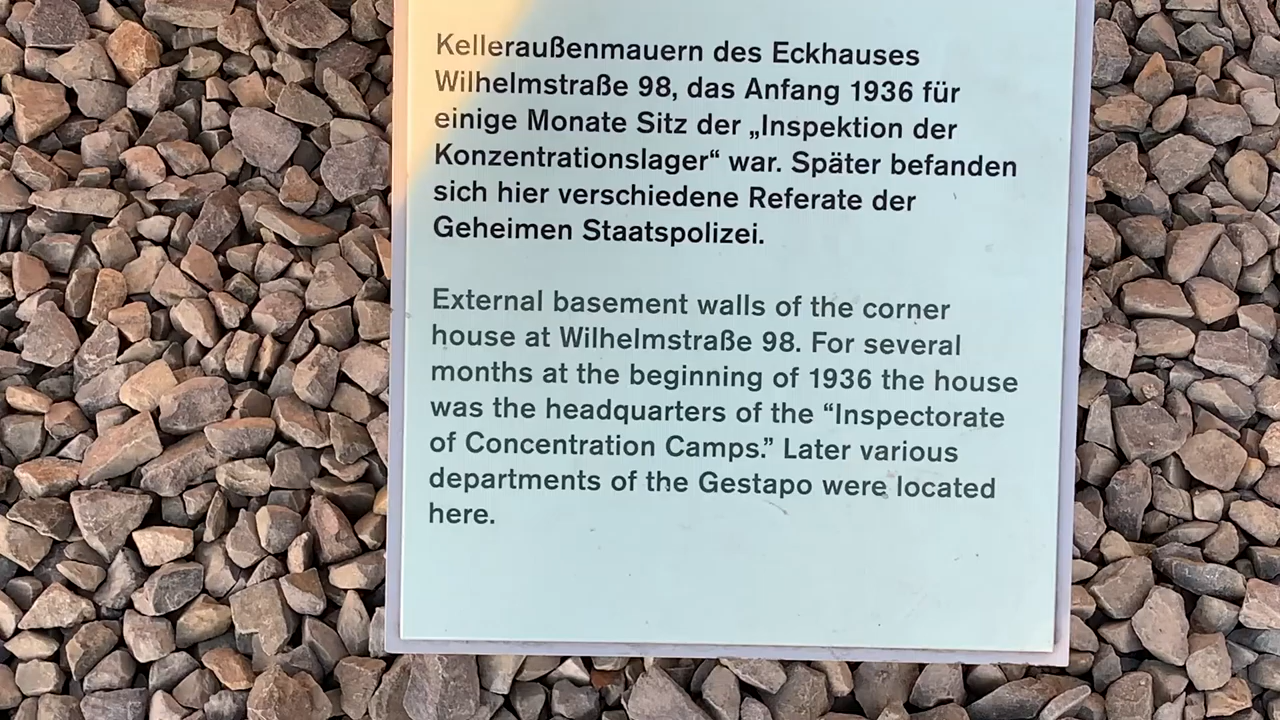 Kelleraußenmauern des Eckhauses
Wilhelmstraße 98, das Anfang 1936 für
einige Monate Sitz der „Inspektion der
Konzentrationslager“ war. Später befanden
sich hier verschiedene Referate der
Geheimen Staatspolizei.
External basement walls of the corner
house at Wilhelmstraße 98. For several
months at the beginning of 1936 the house
was the headquarters of the “Inspectorate
of Concentration Camps.” Later various
departments of the Gestapo were located
here.